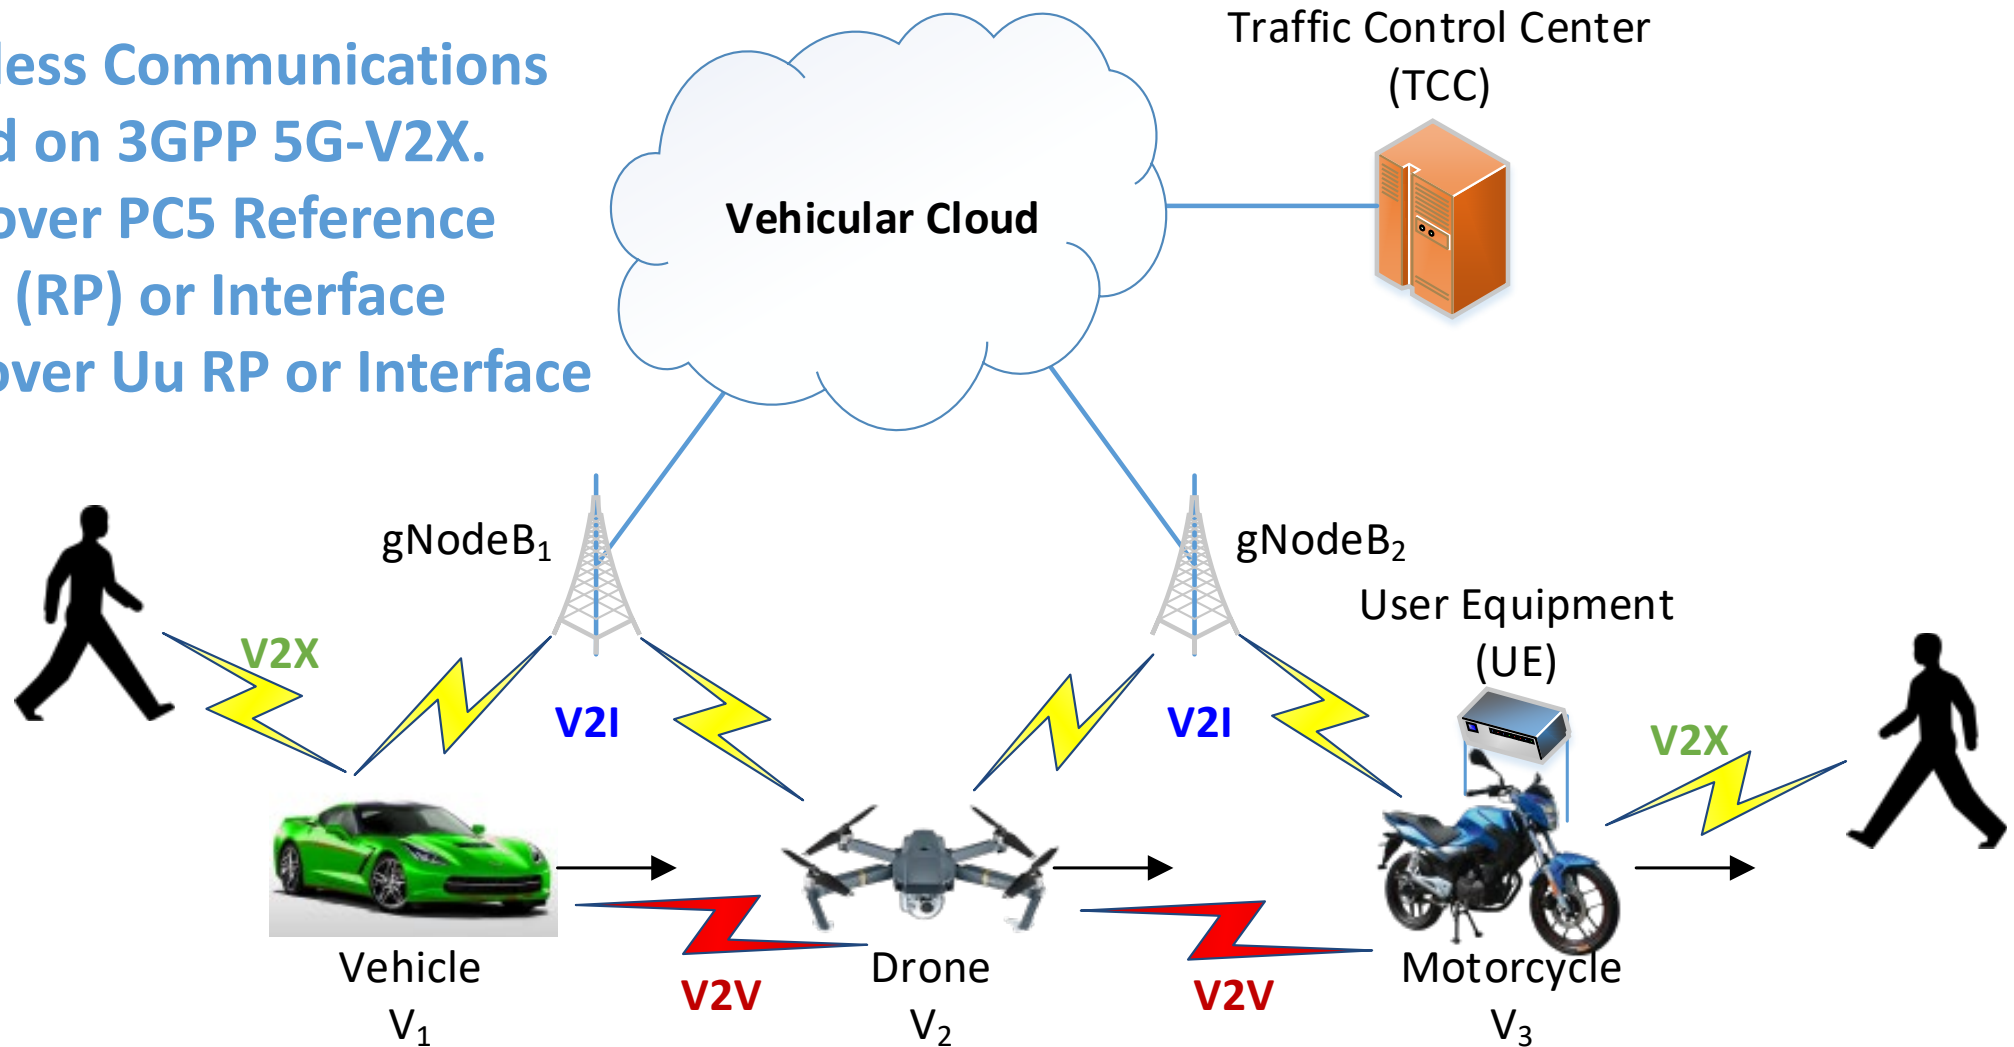 less Communications
d on 3GPP 5G-V2X.
over PC5 Reference
(RP) or Interface
over Uu RP or Interface
Traffic Control Center
(TCC)
Vehicular Cloud
gNodeB₁
gNodeB₂
User Equipment
(UE)
V2X
V2I
V2I
V2X
Vehicle
V₁
V2V
Drone
V₂
V2V
Motorcycle
V₃